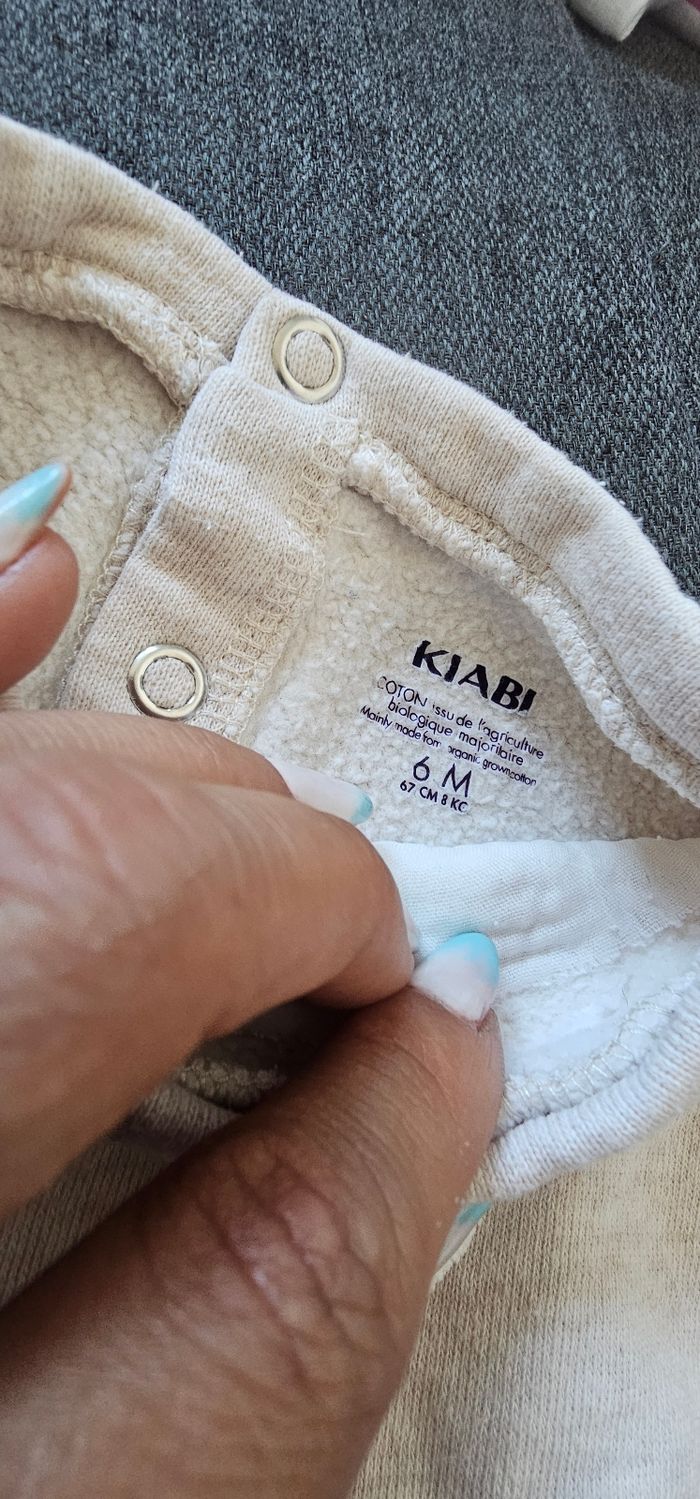 KIABI
COTON issu de l'agriculture
biologique majoritaire
Mainly made from organic grown cotton
6 M
67 CM 8 KG